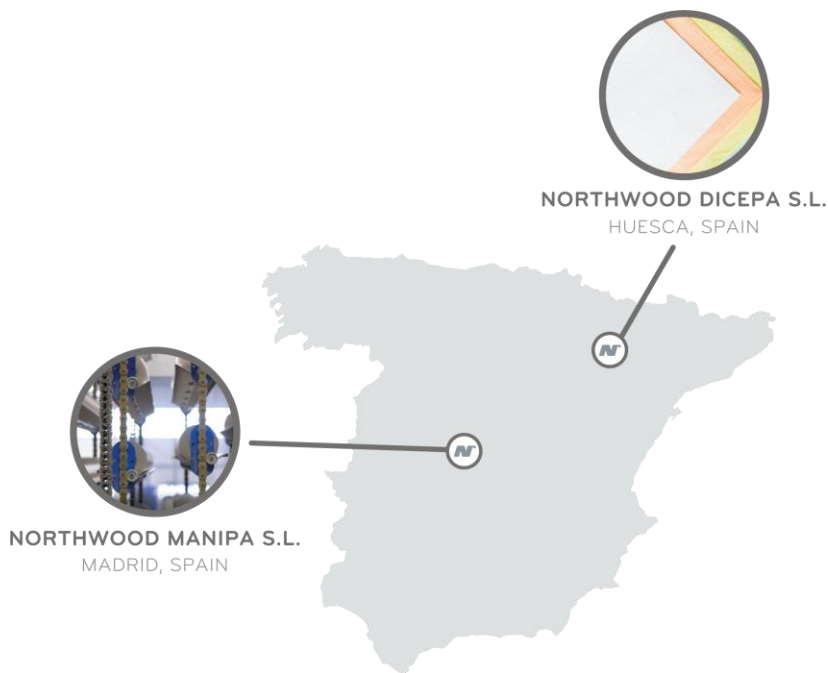 NORTHWOOD DICEPA S.L.
HUESCA, SPAIN
N
N
NORTHWOOD MANIPA S.L.
MADRID, SPAIN